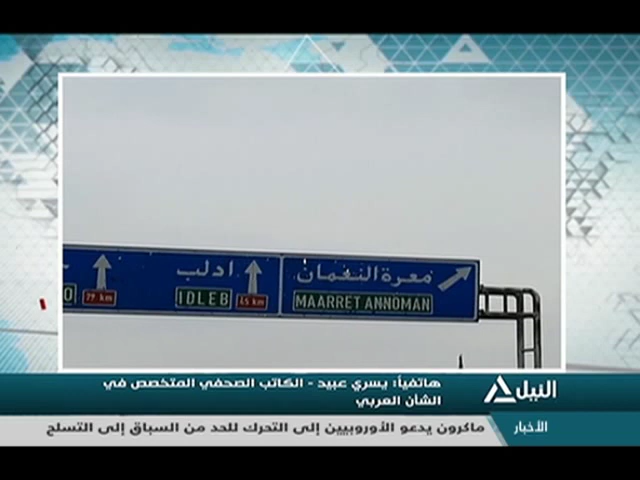 معرة النعمان
MAARRET ANNOMAN
ادلب
IDLEB
45 km
79 km
النيل
هاتفياً: يسري عبيد - الكاتب الصحفي المتخصص في
الشأن العربي
الأخبار
ماكرون يدعو الأوروبيين إلى التحرك للحد من السباق إلى التسلح